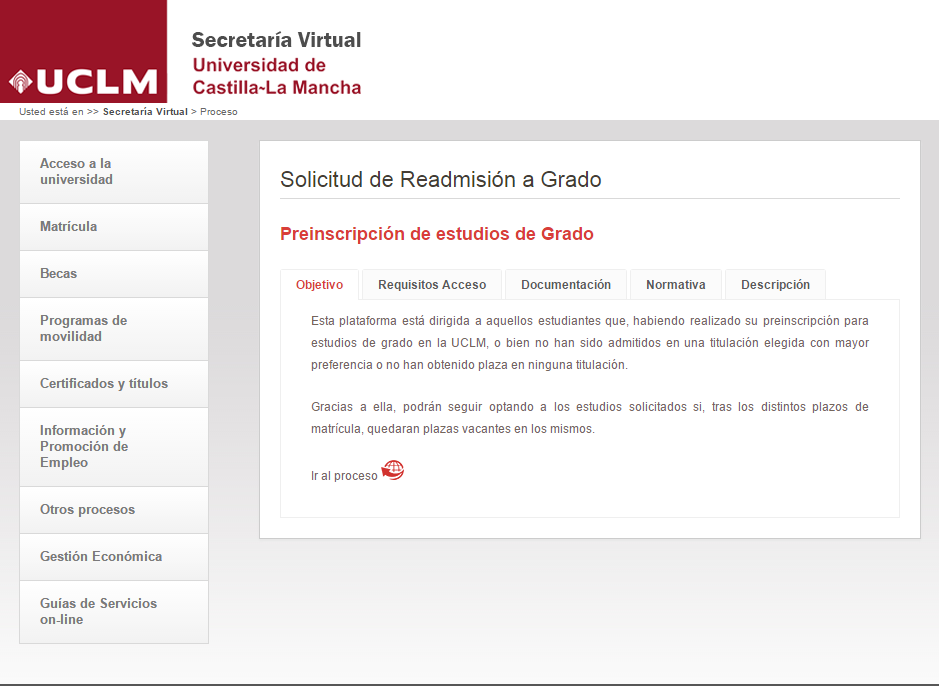 UCLM
Secretaría Virtual
Universidad de
Castilla~La Mancha
Usted está en >> Secretaría Virtual > Proceso
Acceso a la
universidad
Matrícula
Becas
Programas de
movilidad
Certificados y títulos
Información y
Promoción de
Empleo
Otros procesos
Gestión Económica
Guías de Servicios
on-line
Solicitud de Readmisión a Grado
Preinscripción de estudios de Grado
Objetivo Requisitos Acceso Documentación Normativa Descripción
Esta plataforma está dirigida a aquellos estudiantes que, habiendo realizado su preinscripción para
estudios de grado en la UCLM, o bien no han sido admitidos en una titulación elegida con mayor
preferencia o no han obtenido plaza en ninguna titulación.
Gracias a ella, podrán seguir optando a los estudios solicitados si, tras los distintos plazos de
matrícula, quedaran plazas vacantes en los mismos.
Ir al proceso